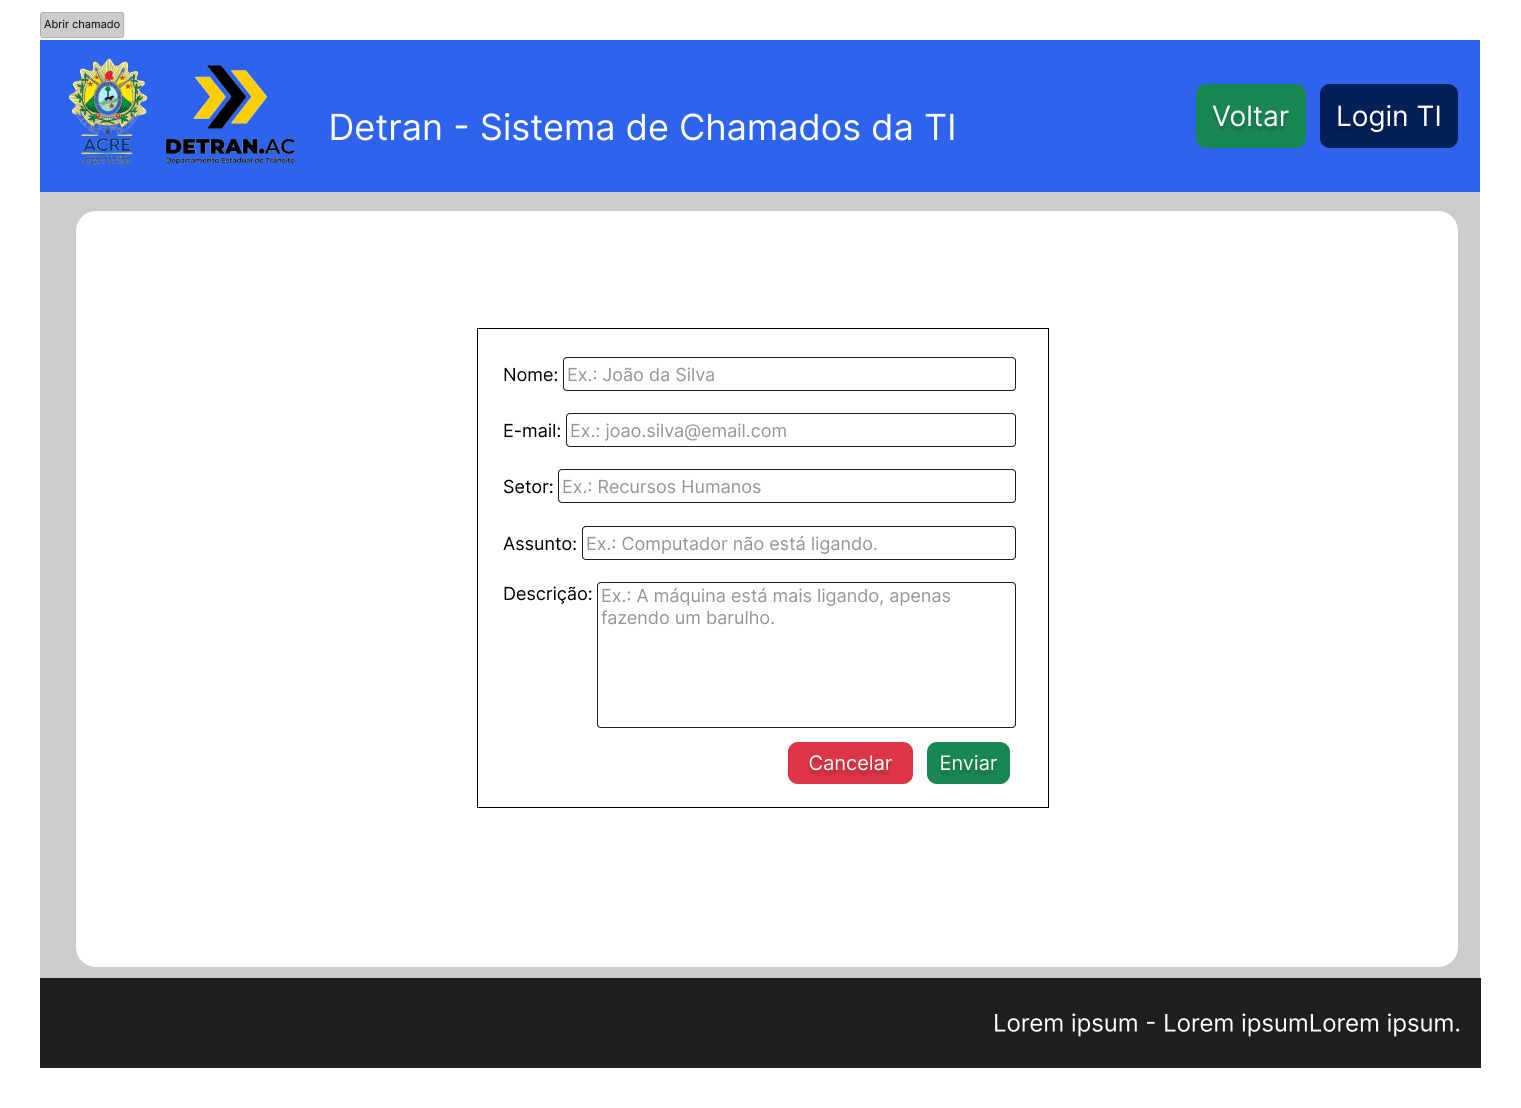 Abrir chamado
ACRE
DETRAN.AC
Departamento Estadual de Trânsito
Detran - Sistema de Chamados da TI
Voltar
Login TI
Nome: Ex.: João da Silva
E-mail: Ex.: joao.silva@email.com
Setor: Ex.: Recursos Humanos
Assunto: Ex.: Computador não está ligando.
Descrição: Ex.: A máquina está mais ligando, apenas
fazendo um barulho.
Cancelar
Enviar
Lorem ipsum - Lorem ipsumLorem ipsum.